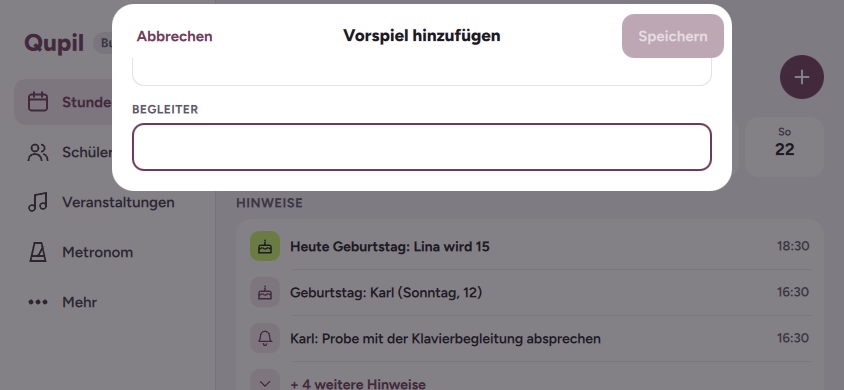 Abbrechen
Vorspiel hinzufügen
Speichern
BEGLEITER
Qupil
Stunde
Schüler
Veranstaltungen
Metronom
Mehr
So
22
HINWEISE
Heute Geburtstag: Lina wird 15
18:30
Geburtstag: Karl (Sonntag, 12)
16:30
Karl: Probe mit der Klavierbegleitung absprechen
16:30
+ 4 weitere Hinweise